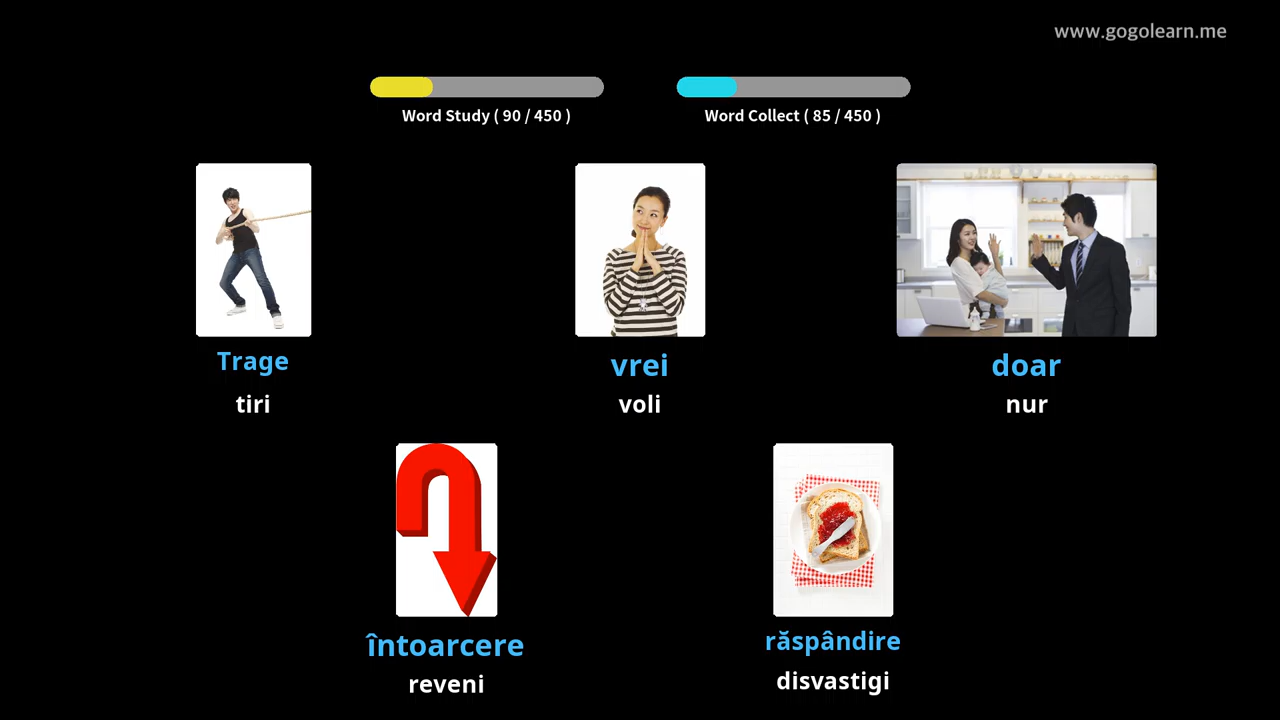 www.gogolearn.me
Word Study ( 90 / 450 )
Word Collect ( 85 / 450 )
Trage
vrei
doar
tiri
voli
nur
întoarcere
răspândire
reveni
disvastigi